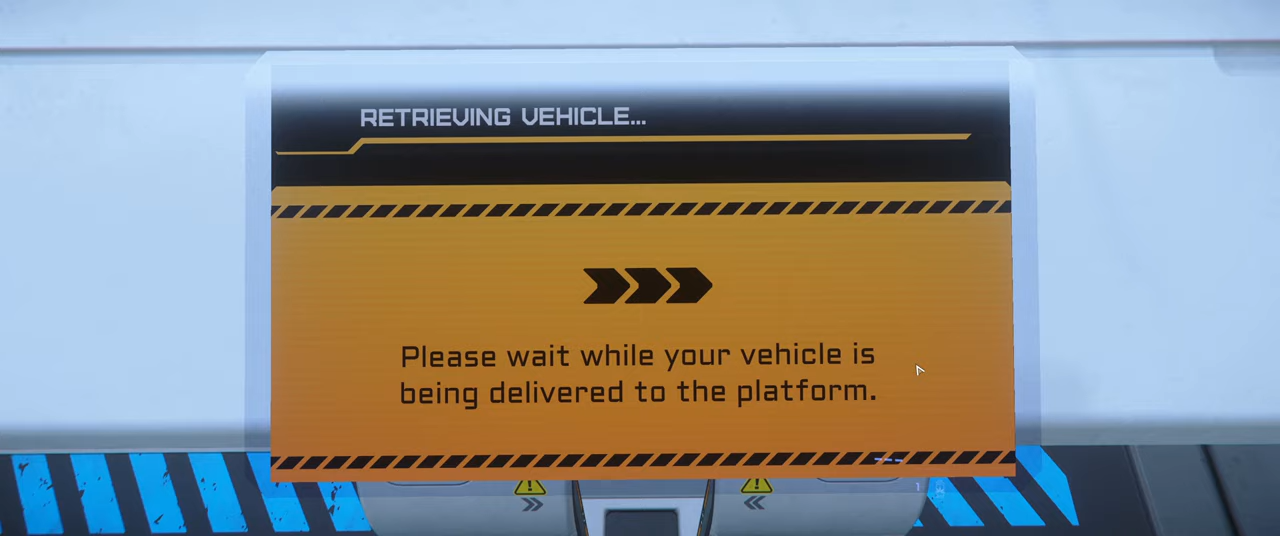 RETRIEVING VEHICLE...
Please wait while your vehicle is
being delivered to the platform.